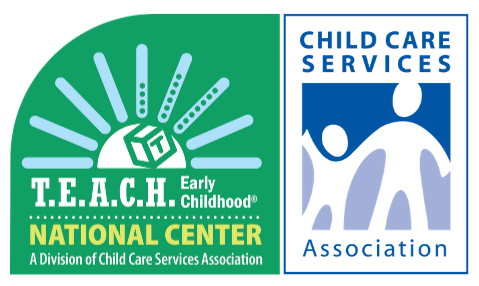 T
T.E.A.C.H. Early
Childhood®
NATIONAL CENTER
A Division of Child Care Services Association
CHILD CARE
SERVICES
Association